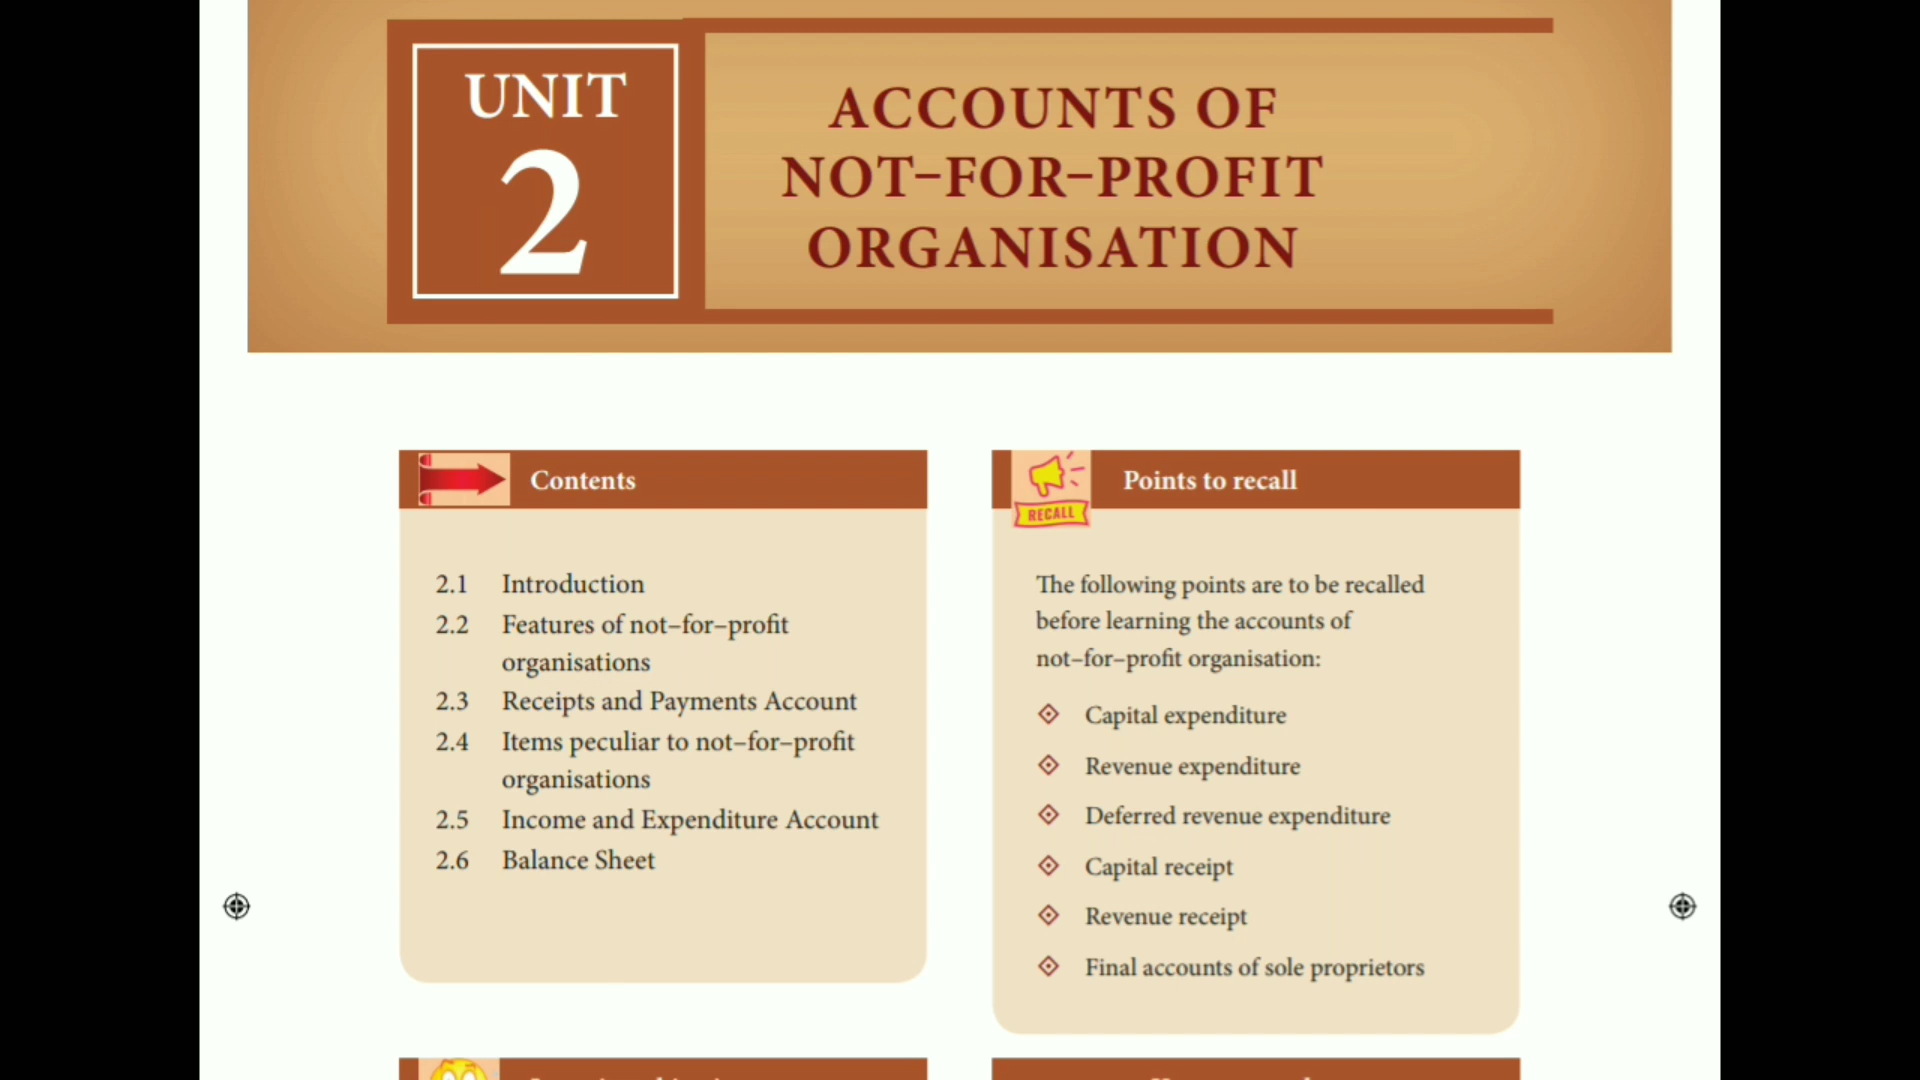 UNIT
2
ACCOUNTS OF
NOT–FOR–PROFIT
ORGANISATION
Contents
2.1 Introduction
2.2 Features of not–for–profit
organisations
2.3 Receipts and Payments Account
2.4 Items peculiar to not–for–profit
organisations
2.5 Income and Expenditure Account
2.6 Balance Sheet
RECALL
Points to recall
The following points are to be recalled
before learning the accounts of
not–for–profit organisation:
Capital expenditure
Revenue expenditure
Deferred revenue expenditure
Capital receipt
Revenue receipt
Final accounts of sole proprietors